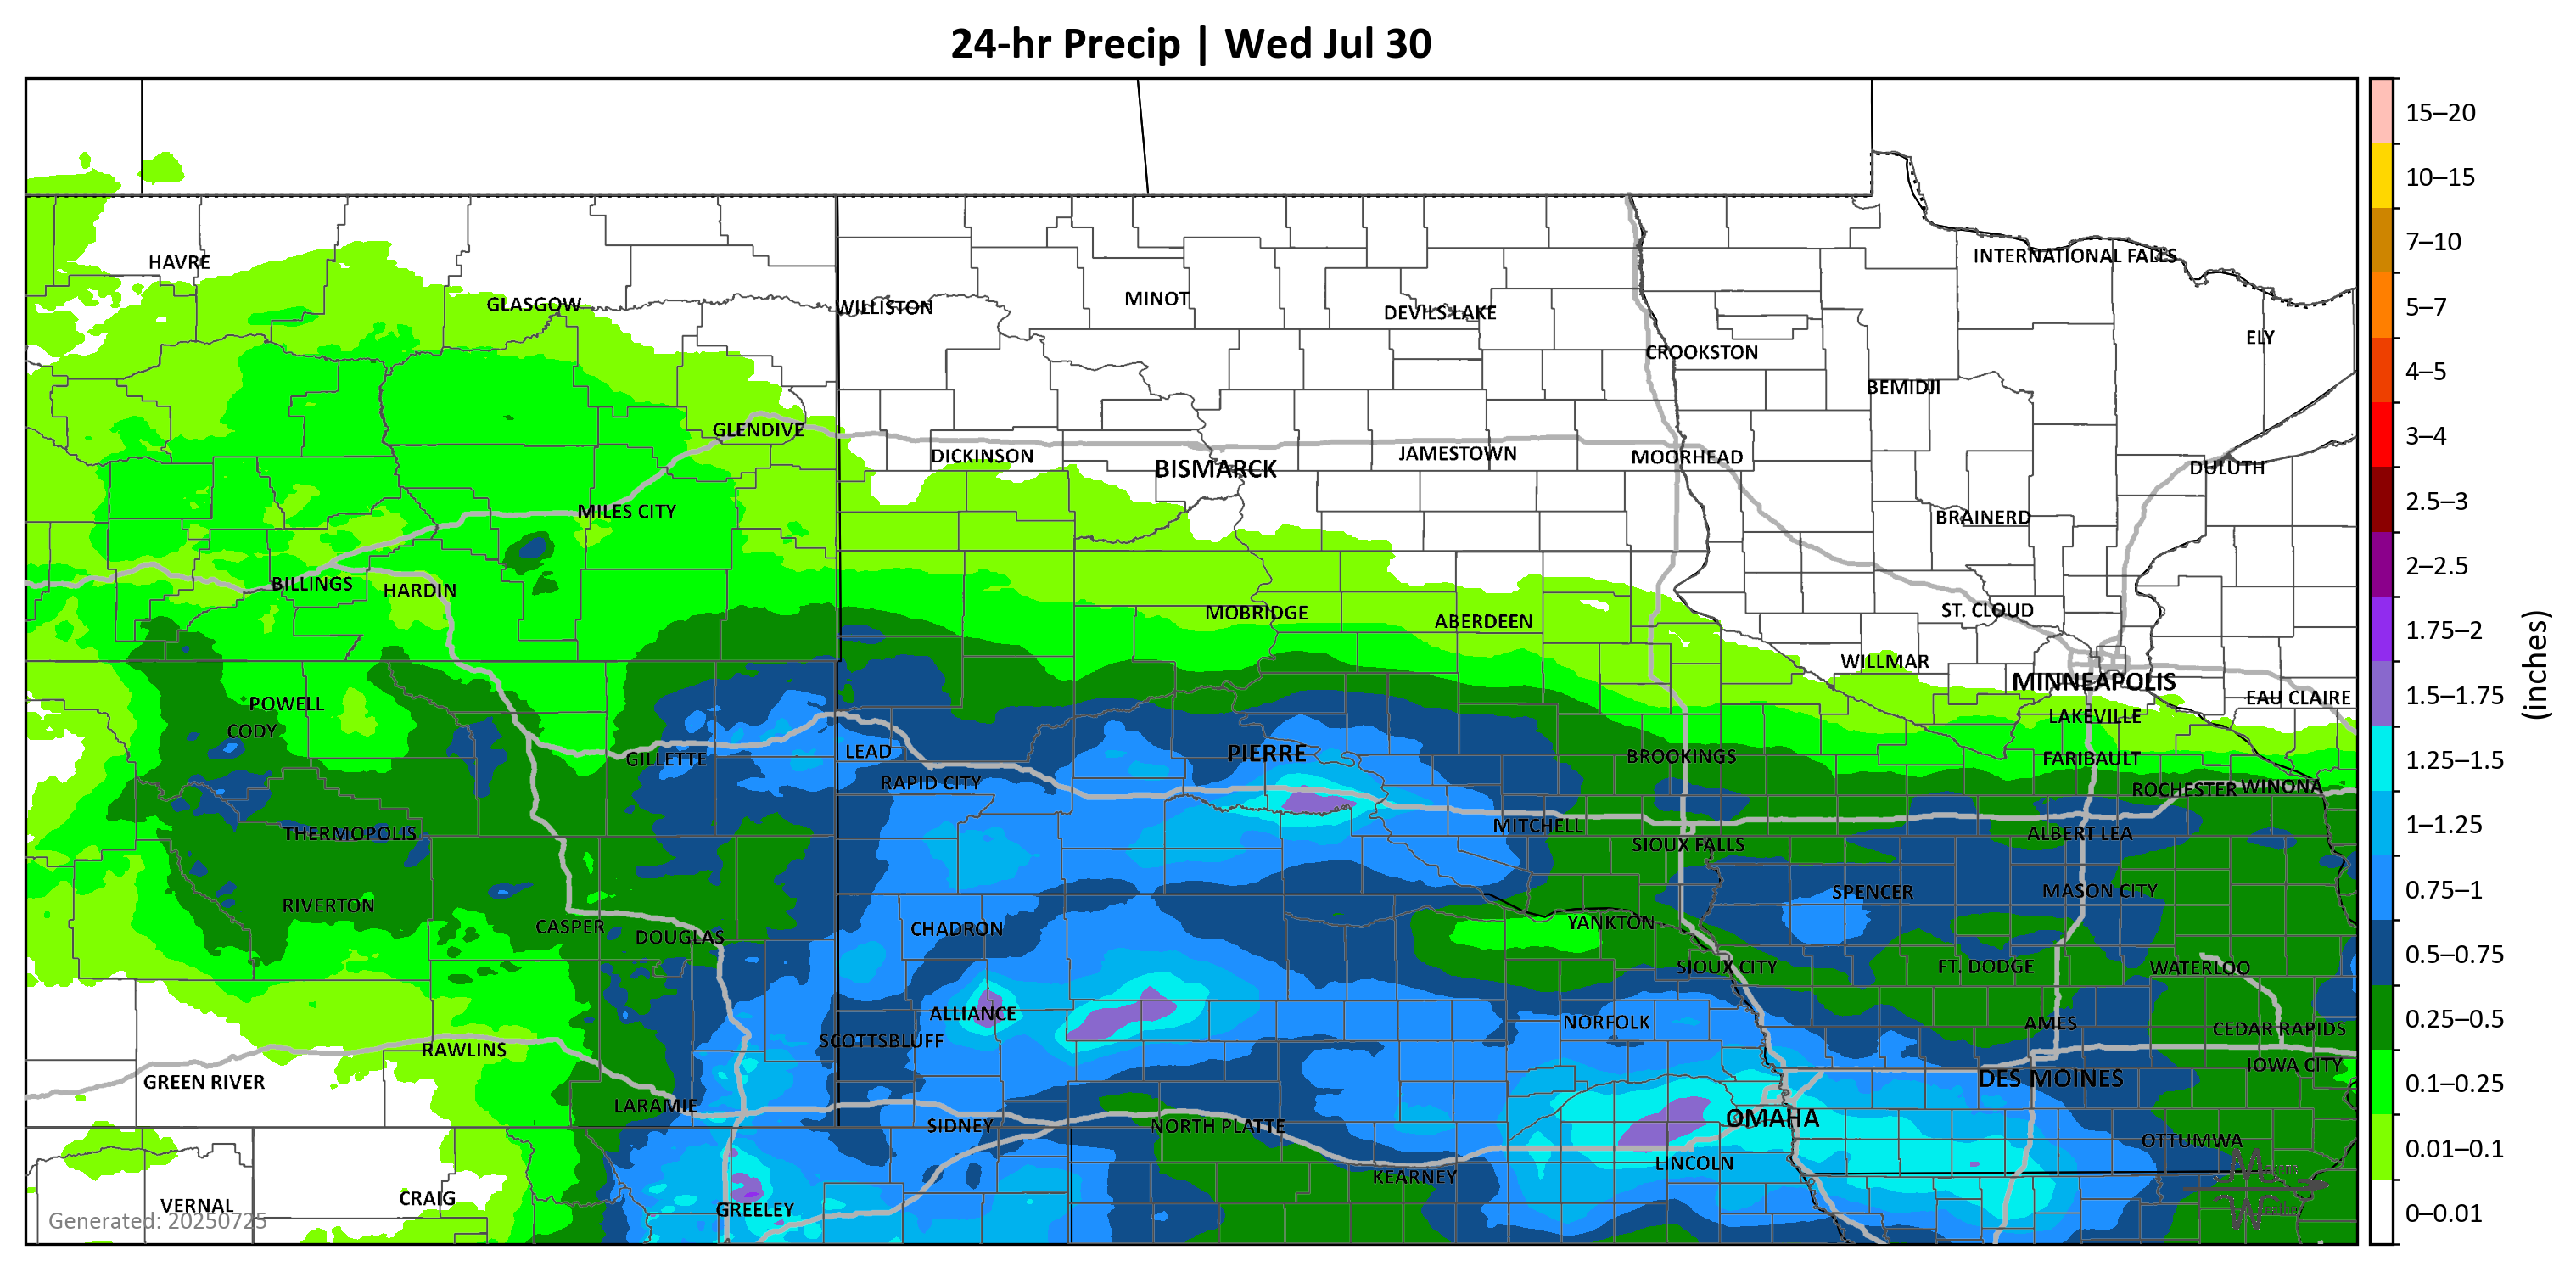 24-hr Precip | Wed Jul 30
HAVRE
GLASGOW
WILLISTON
MINOT
DEVILS LAKE
CROOKSTON
BEMIDJI
INTERNATIONAL FALLS
ELY
GLENDIVE
DICKINSON
BISMARCK
JAMESTOWN
MOORHEAD
DULUTH
MILES CITY
BRAINERD
BILLINGS
HARDIN
MOBRIDGE
ABERDEEN
ST. CLOUD
WILLMAR
MINNEAPOLIS
EAU CLAIRE
POWELL
CODY
LAKEVILLE
GILLETTE
LEAD
PIERRE
BROOKINGS
FARIBAULT
RAPID CITY
ROCHESTER
WINONA
THERMOPOLIS
MITCHELL
SIOUX FALLS
ALBERT LEA
RIVERTON
SPENCER
MASON CITY
CASPER
DOUGLAS
CHADRON
YANKTON
SIOUX CITY
FT. DODGE
WATERLOO
ALLIANCE
SCOTTSBLUFF
NORFOLK
AMES
CEDAR RAPIDS
RAWLINS
IOWA CITY
GREEN RIVER
DES MOINES
LARAMIE
SIDNEY
NORTH PLATTE
OMAHA
OTTUMWA
LINCOLN
KEARNEY
VERNAL
CRAIG
GREELEY
Generated: 20250725
15–20
10–15
7–10
5–7
4–5
3–4
2.5–3
2–2.5
1.75–2
1.5–1.75
1.25–1.5
1–1.25
0.75–1
0.5–0.75
0.25–0.5
0.1–0.25
0.01–0.1
0–0.01
(inches)